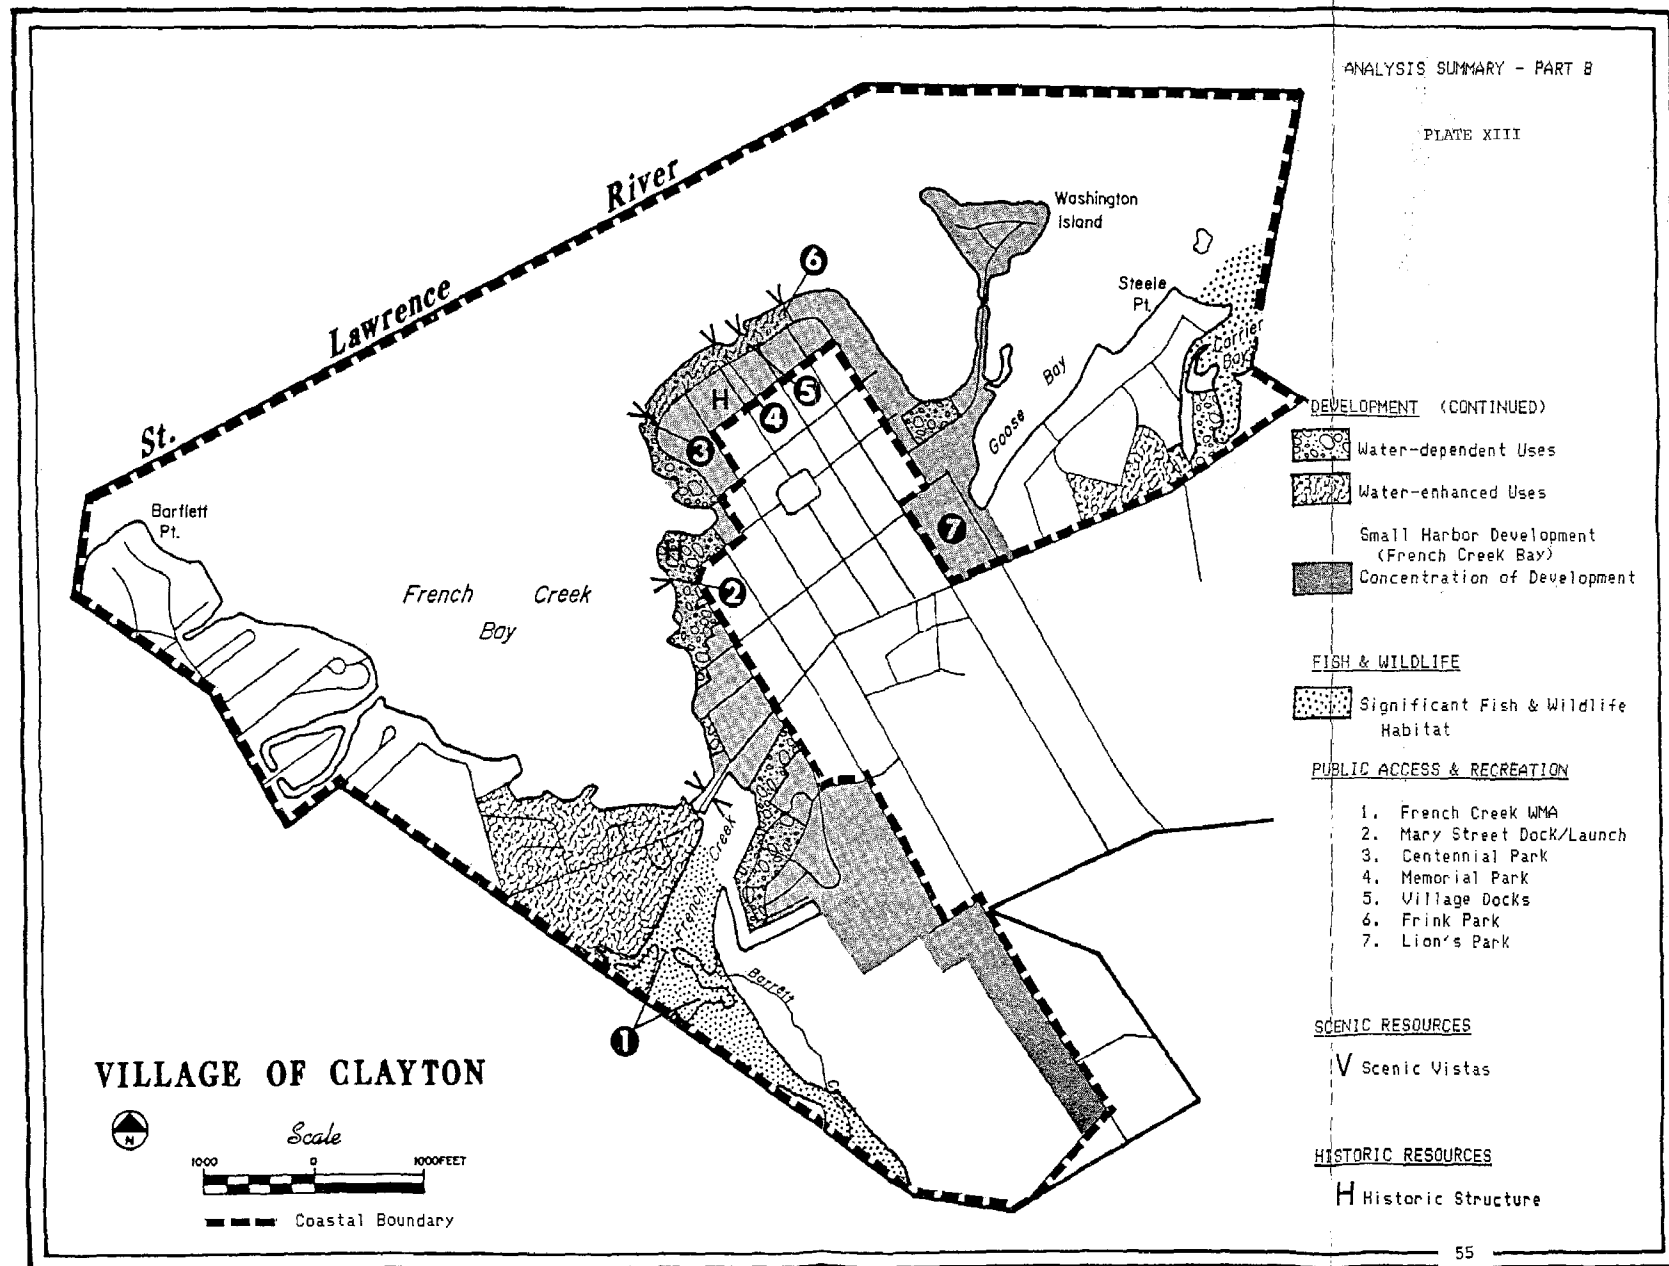 ANALYSIS SUMMARY - PART B
PLATE XIII
St. Lawrence River
Washington
Island
Steele
Pt.
Carrier
Bay
Goose Bay
Bartlett
Pt.
French Creek
Bay
French Creek
Barrett
Creek
6
5
4
3
7
2
1
H
H
V
V
V
V
V
V
V
DEVELOPMENT (CONTINUED)
Water-dependent Uses
Water-enhanced Uses
Small Harbor Development
(French Creek Bay)
Concentration of Development
FISH & WILDLIFE
Significant Fish & Wildlife
Habitat
PUBLIC ACCESS & RECREATION
1. French Creek WMA
2. Mary Street Dock/Launch
3. Centennial Park
4. Memorial Park
5. Village Docks
6. Frink Park
7. Lion's Park
SCENIC RESOURCES
V Scenic Vistas
HISTORIC RESOURCES
H Historic Structure
VILLAGE OF CLAYTON
N
Scale
1000 0 1000FEET
Coastal Boundary
55